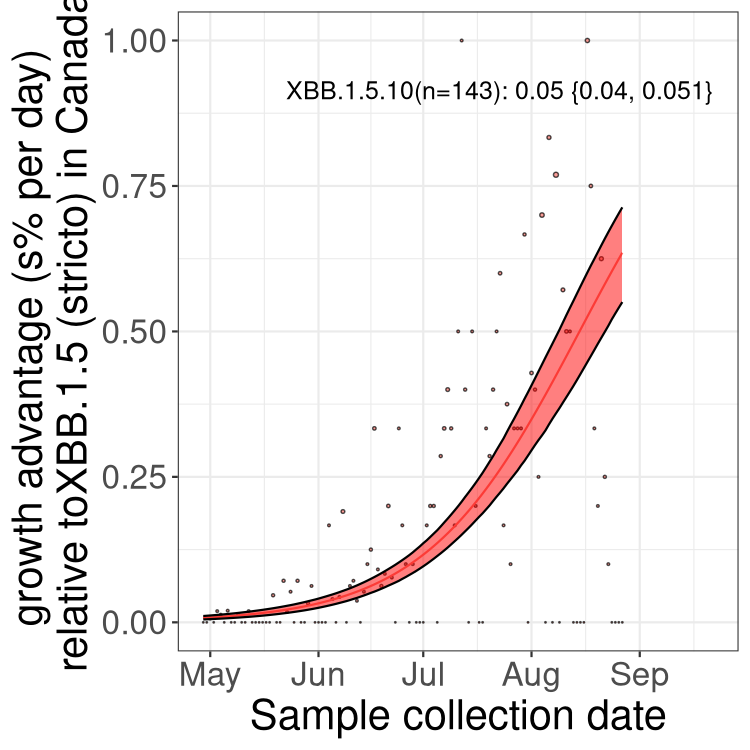 growth advantage (s% per day)
relative toXBB.1.5 (stricto) in Canada
1.00
0.75
0.50
0.25
0.00
XBB.1.5.10(n=143): 0.05 {0.04, 0.051}
May Jun Jul Aug Sep
Sample collection date